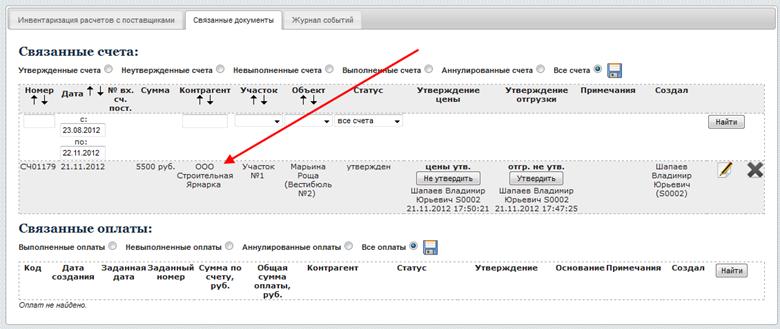 Инвентаризация расчетов с поставщиками Связанные документы Журнал событий
Связанные счета:
Утвержденные счета Неутвержденные счета Невыполненные счета Выполненные счета Аннулированные счета Все счета
Номер Дата № вх. сч. пост. Сумма Контрагент Участок Объект Статус Утверждение цены Утверждение отгрузки Примечания Создал
с:
23.08.2012
по:
22.11.2012
все счета
Найти
СЧ01179 21.11.2012 5500 руб. ООО Строительная Ярмарка Участок №1 Марьина Роща (Вестибюль №2) утвержден
цены утв.
Не утвердить
Шапаев Владимир
Юрьевич S0002
21.11.2012 17:50:21
отгр. не утв.
Утвердить
Шапаев Владимир
Юрьевич S0002
21.11.2012 17:47:25
Шапаев
Владимир
Юрьевич
(S0002)
Связанные оплаты:
Выполненные оплаты Невыполненные оплаты Аннулированные оплаты Все оплаты
Код Дата создания Заданная дата Заданный номер Сумма по счету, руб. Общая сумма оплаты, руб. Контрагент Статус Утверждение Основание Примечания Создал Найти
Оплат не найдено.